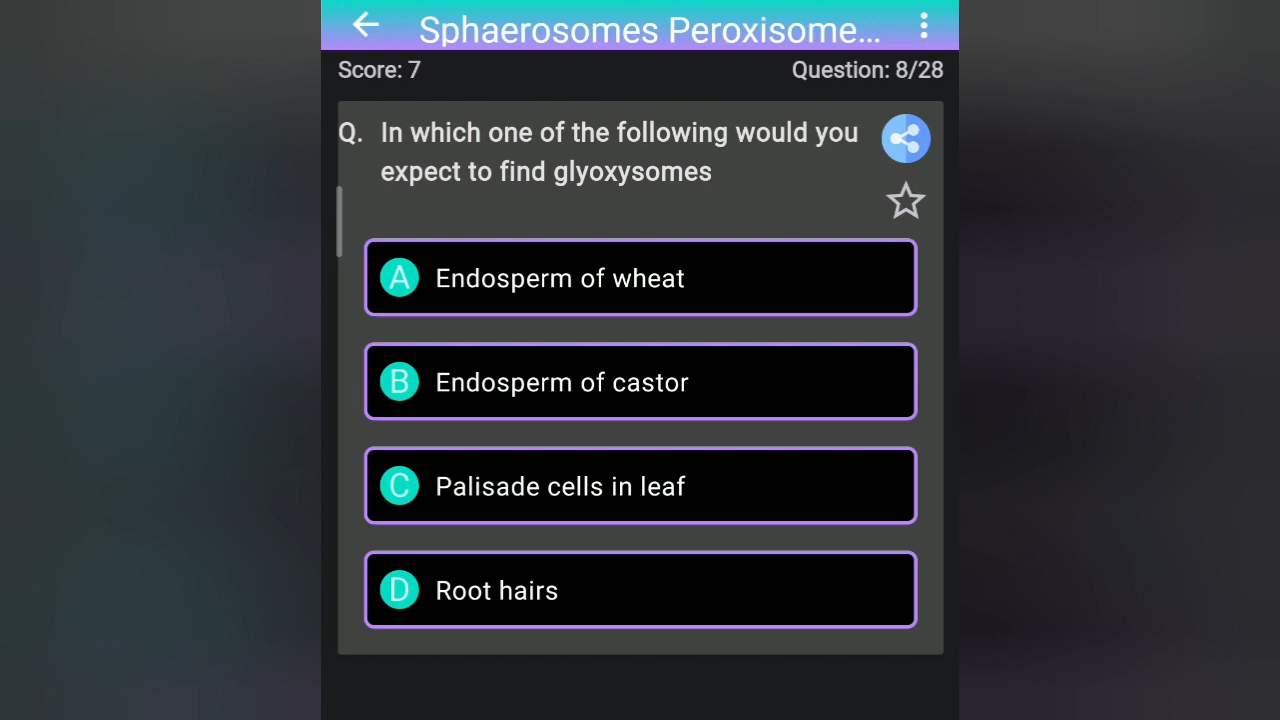 Sphaerosomes Peroxisome...
Score: 7
Question: 8/28
Q. In which one of the following would you
expect to find glyoxysomes
A Endosperm of wheat
B Endosperm of castor
C Palisade cells in leaf
D Root hairs